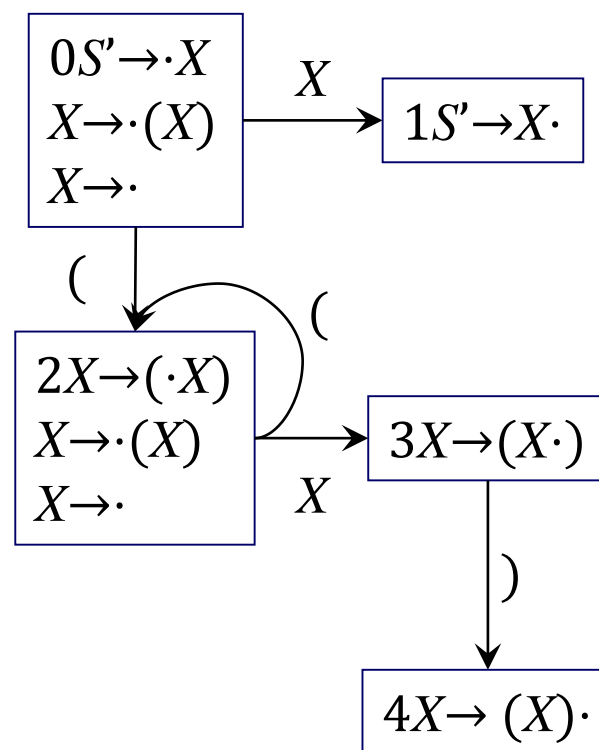 0S’→·X
X→·(X)
X→·
X
1S’→X·
(
(
2X→(·X)
X→·(X)
X→·
X
3X→(X·)
)
4X→ (X)·